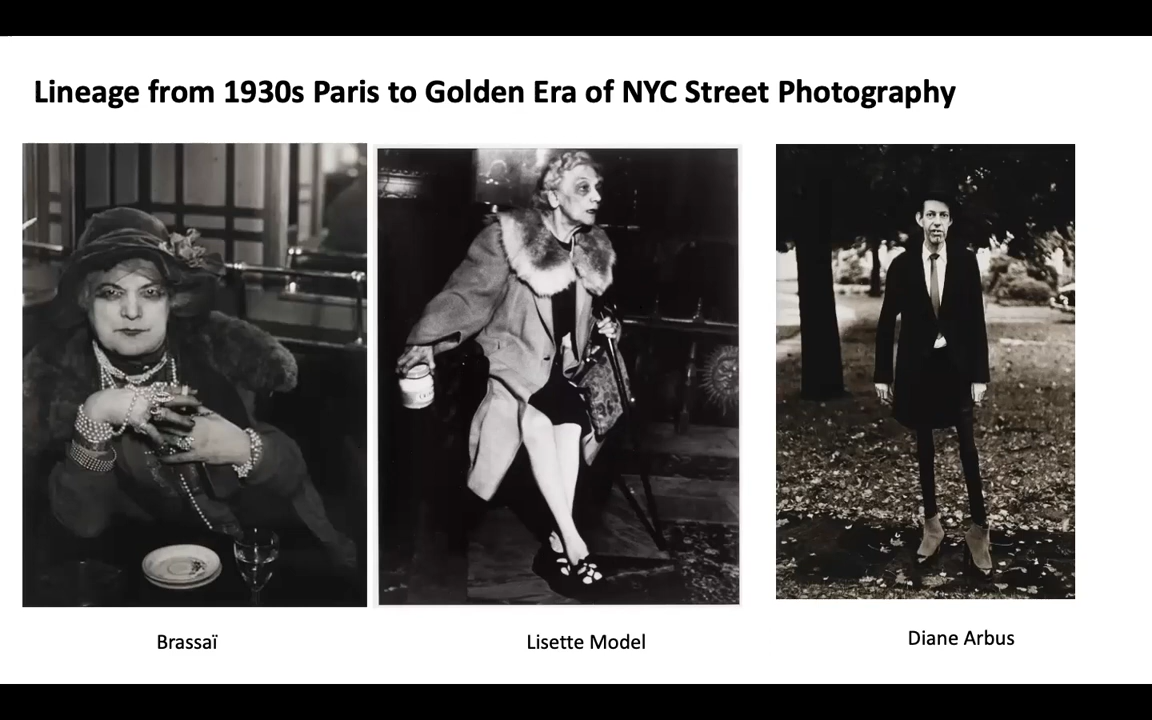 Lineage from 1930s Paris to Golden Era of NYC Street Photography
Brassaï
Lisette Model
Diane Arbus